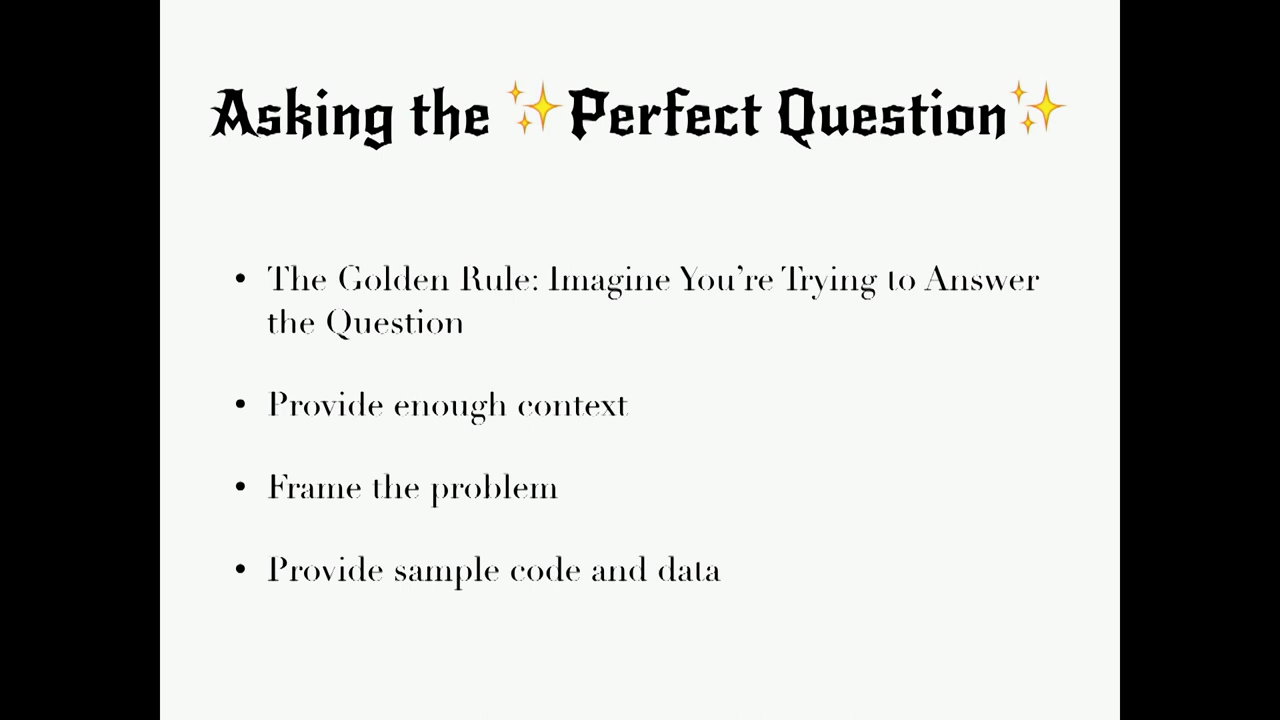 Asking the ✨Perfect Question✨
• The Golden Rule: Imagine You’re Trying to Answer
the Question
• Provide enough context
• Frame the problem
• Provide sample code and data